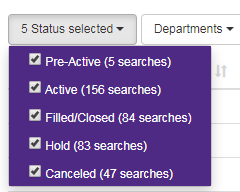 5 Status selected Departments
Pre-Active (5 searches)
Active (156 searches)
Filled/Closed (84 searches)
Hold (83 searches)
Canceled (47 searches)